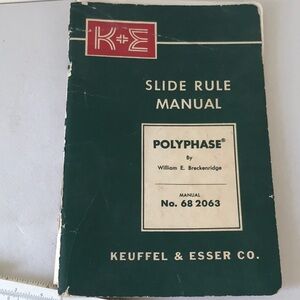 K+E
SLIDE RULE
MANUAL
POLYPHASE®
By
William E. Breckenridge
MANUAL
No. 68 2063
KEUFFEL & ESSER CO.